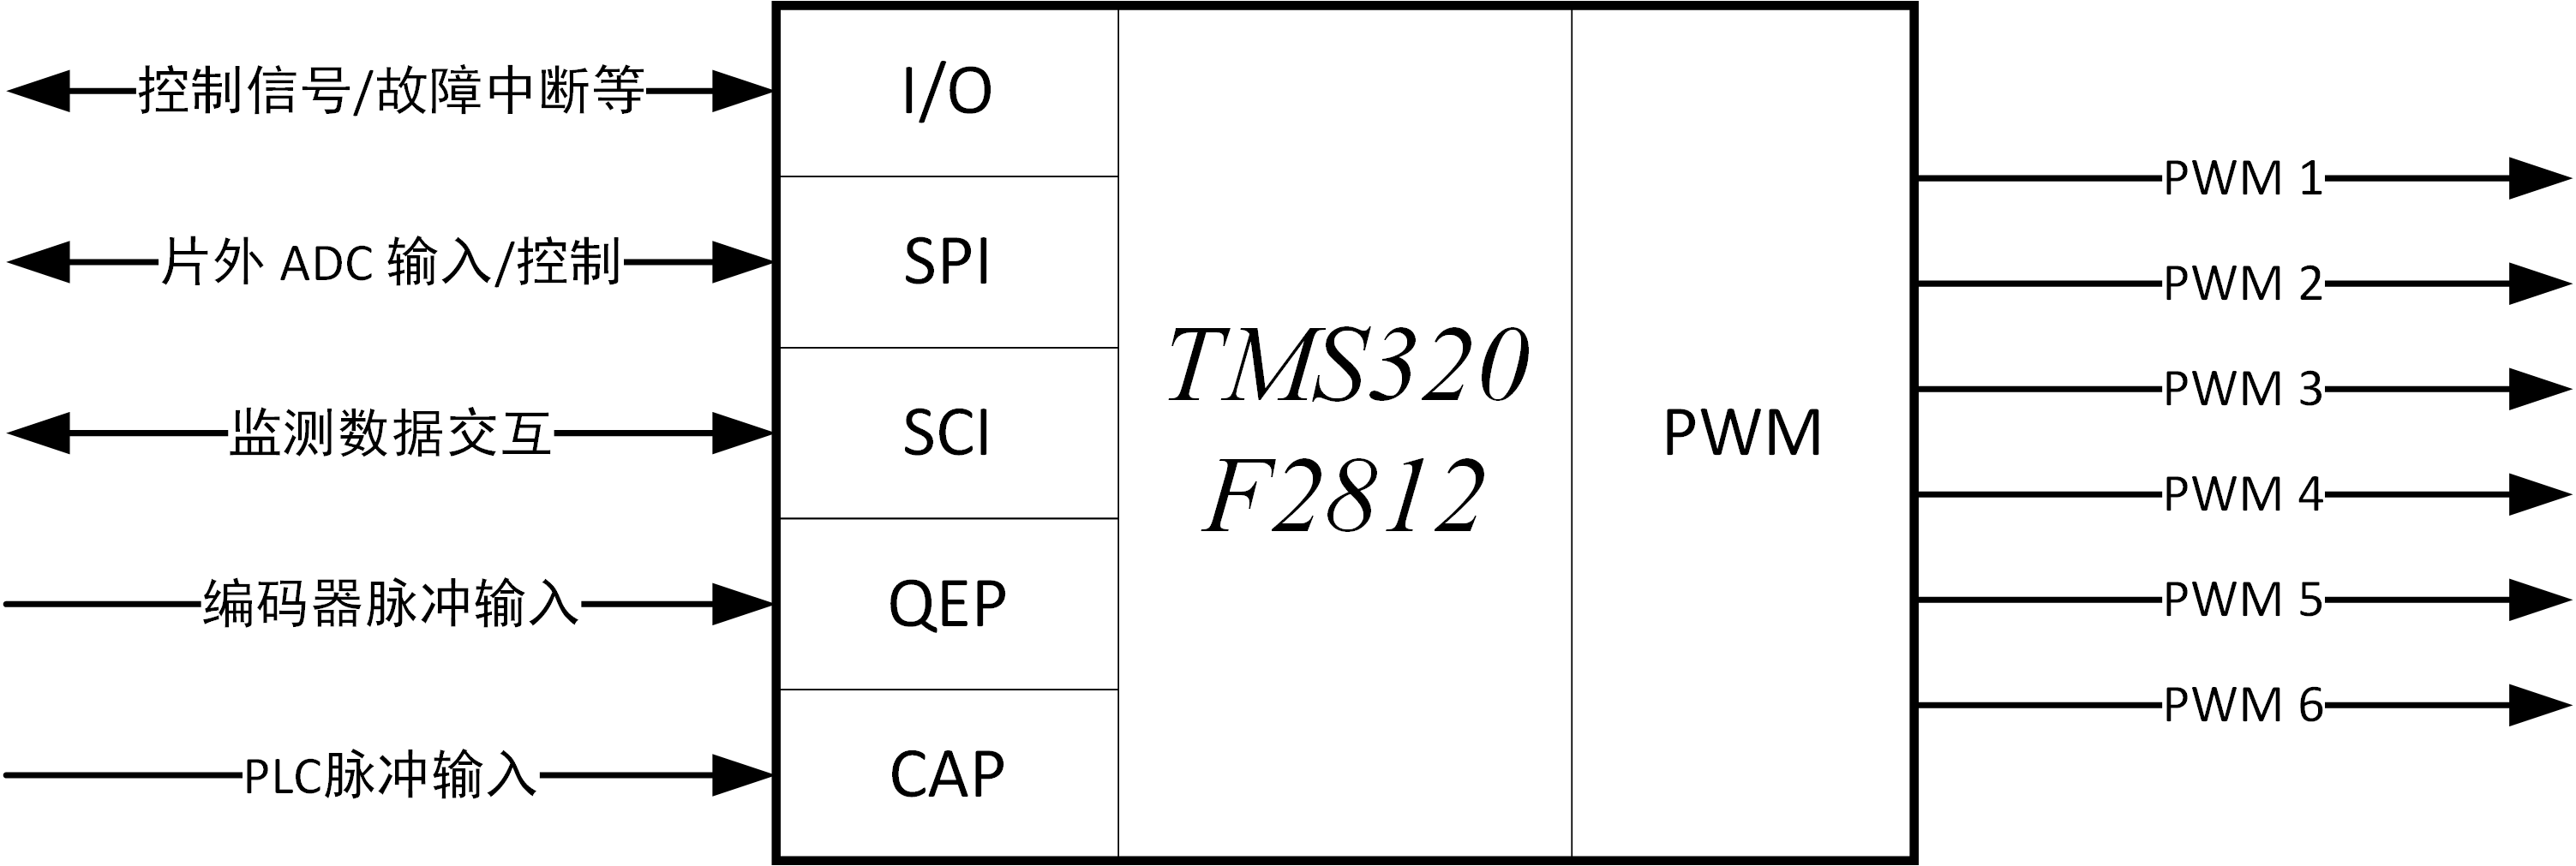 控制信号/故障中断等
I/O
片外 ADC 输入/控制
SPI
监测数据交互
SCI
编码器脉冲输入
QEP
PLC脉冲输入
CAP
TMS320
F2812
PWM
PWM 1
PWM 2
PWM 3
PWM 4
PWM 5
PWM 6